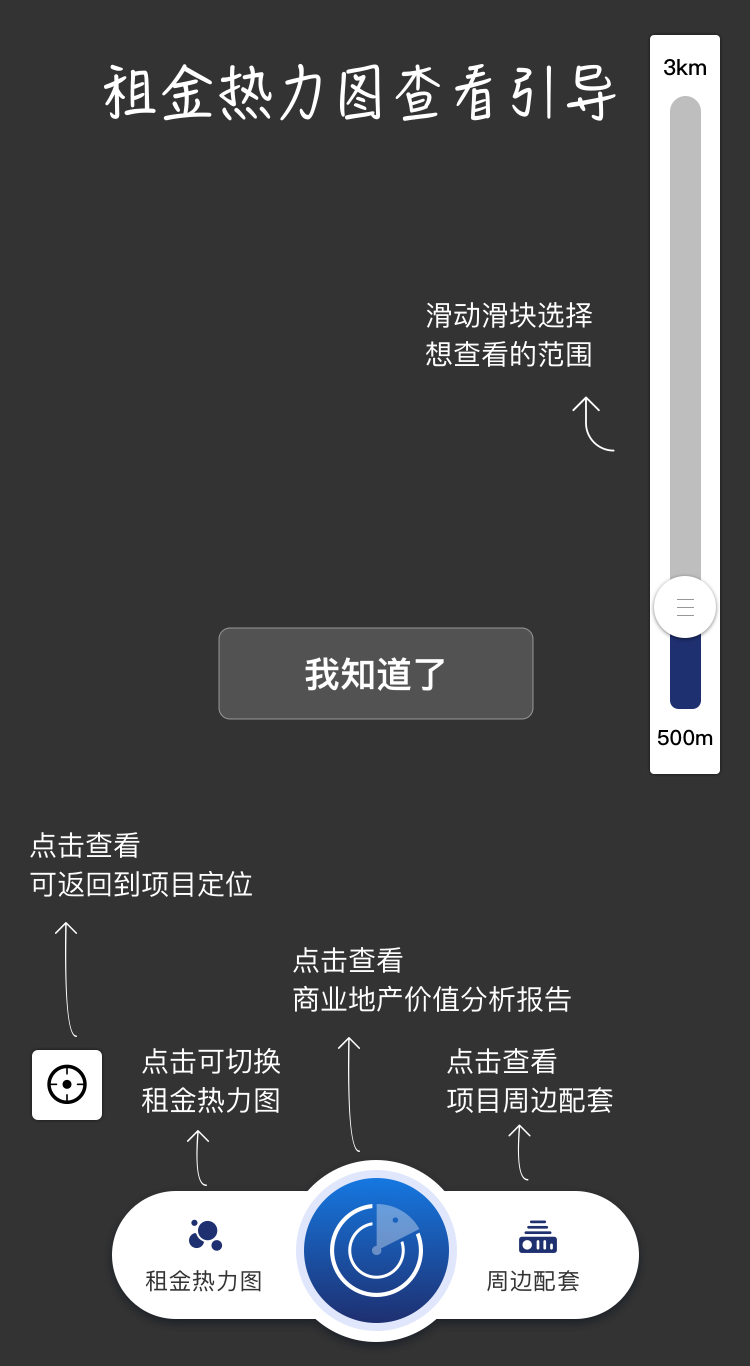 租金热力图查看引导
3km
滑动滑块选择
想查看的范围
我知道了
500m
点击查看
可返回到项目定位
点击查看
商业地产价值分析报告
点击可切换
租金热力图
点击查看
项目周边配套
租金热力图
周边配套